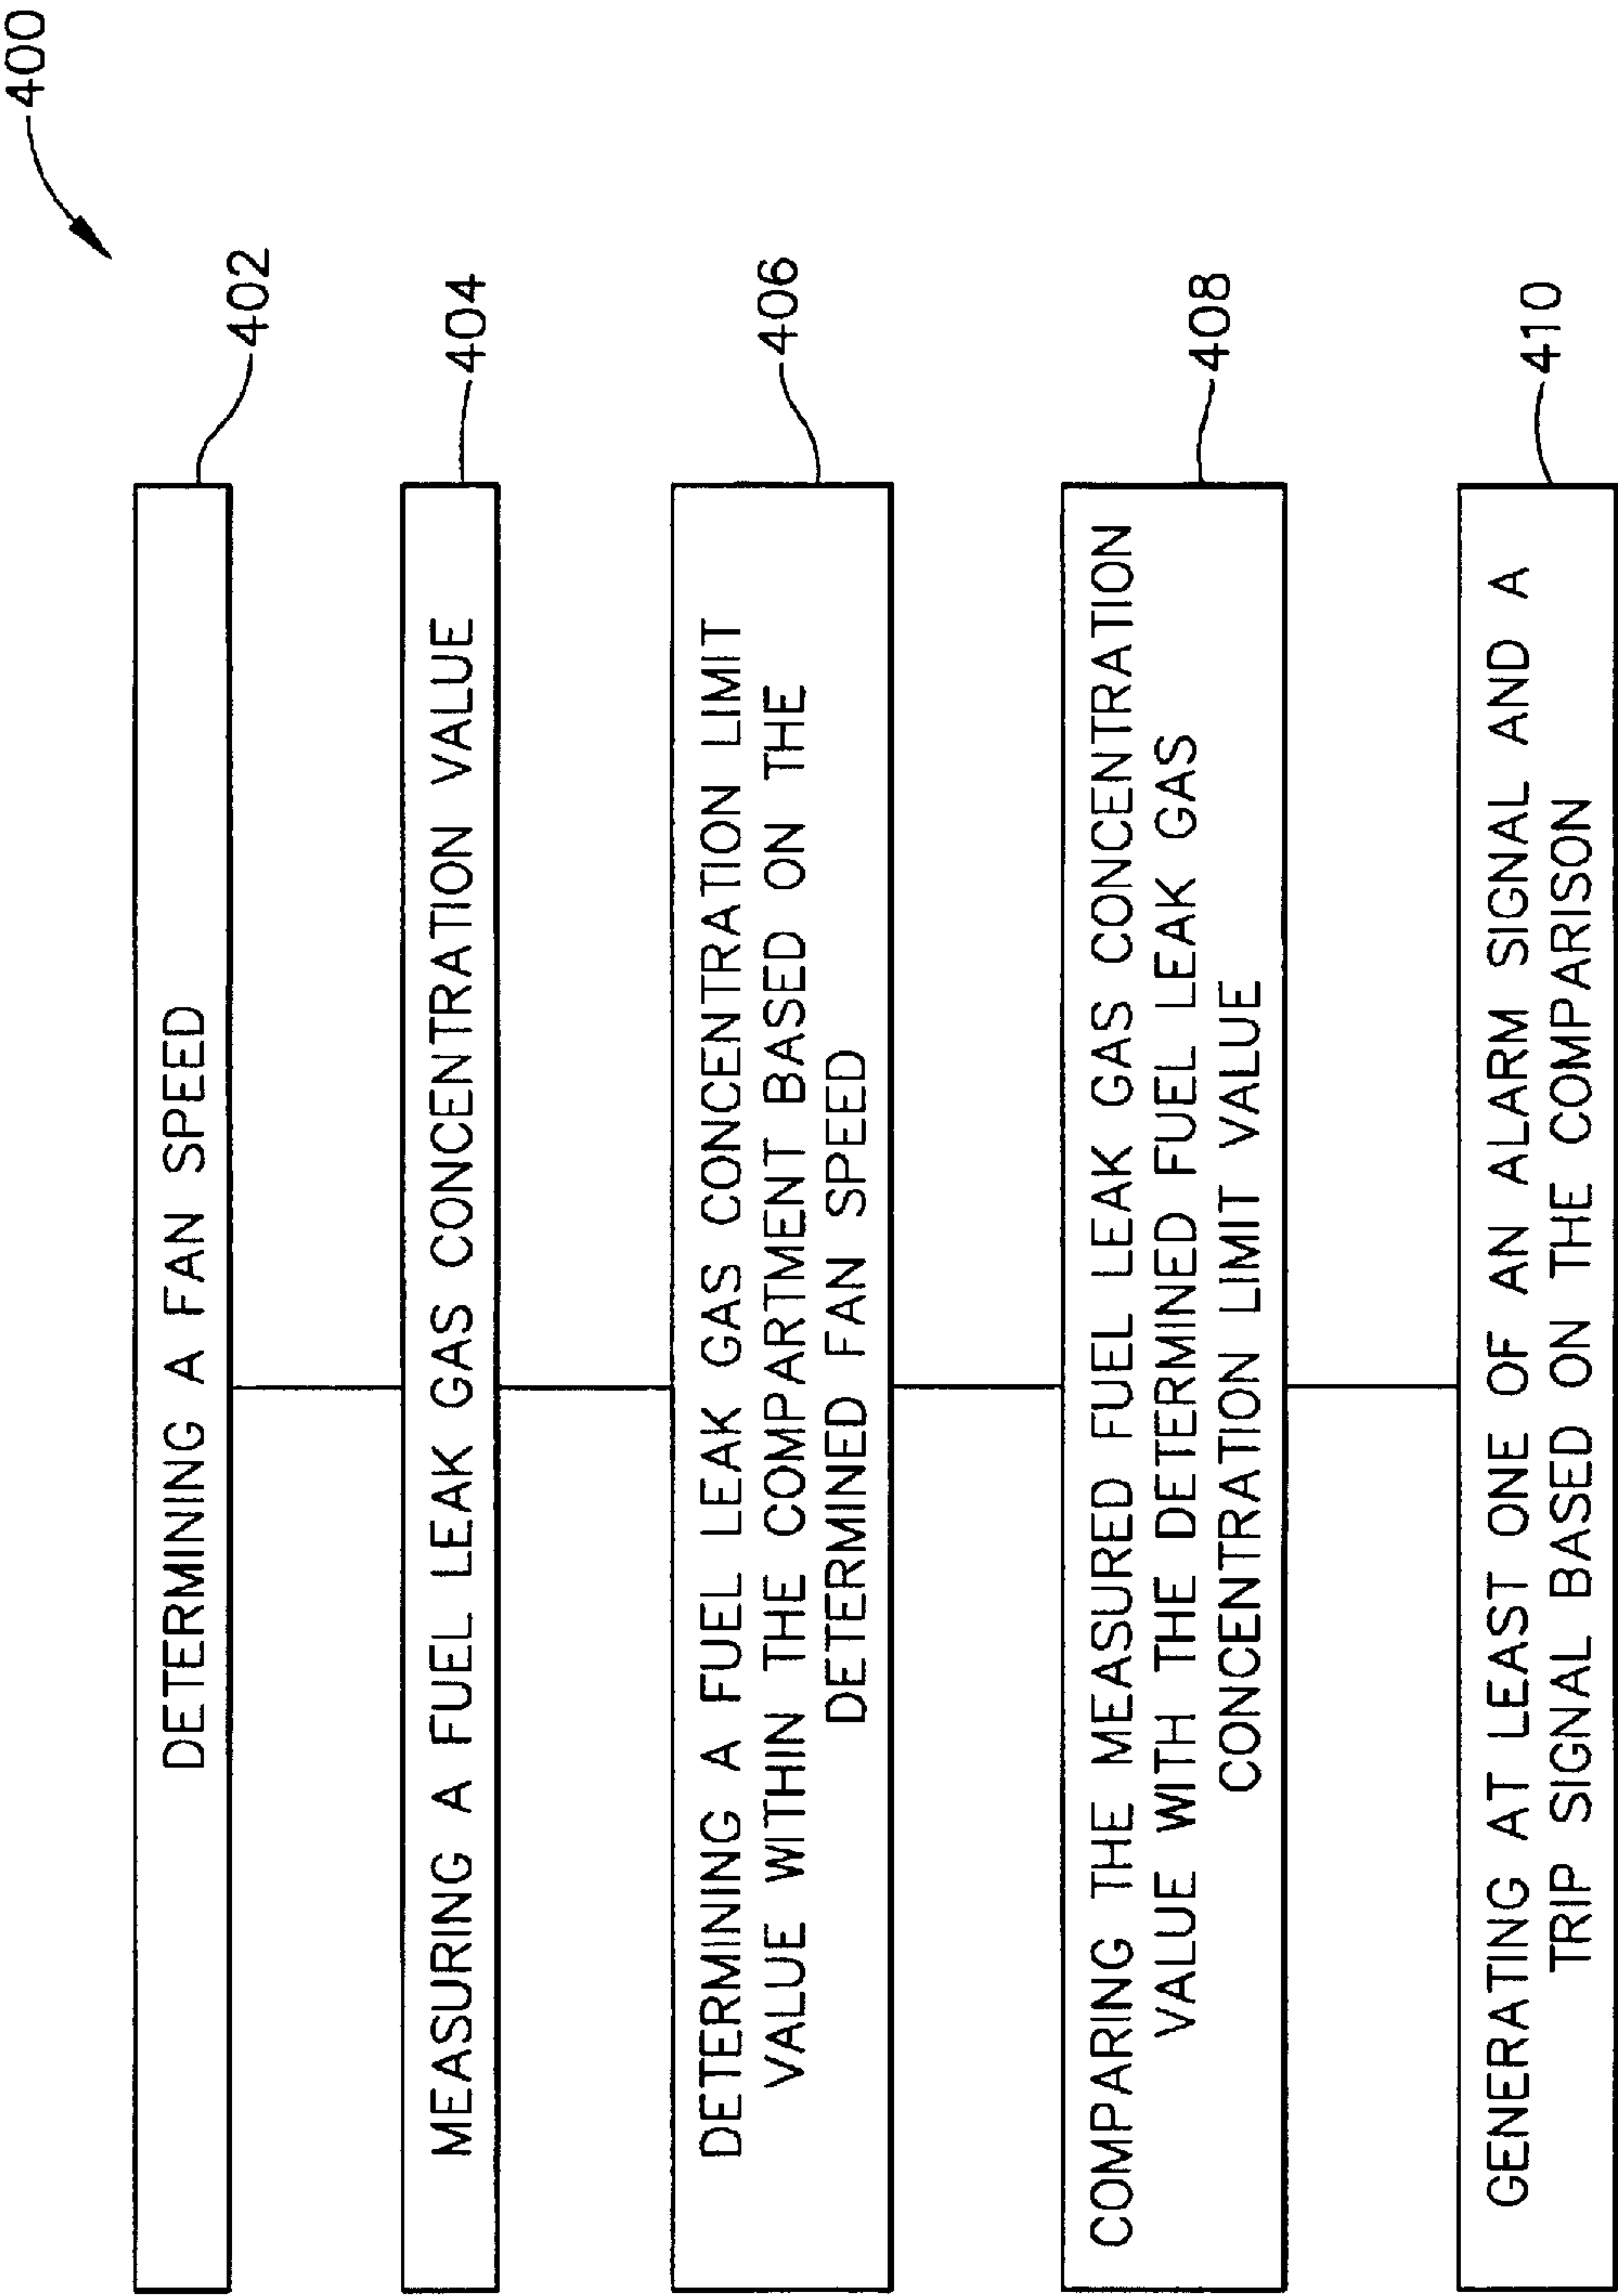 400
DETERMINING A FAN SPEED
402
MEASURING A FUEL LEAK GAS CONCENTRATION VALUE
404
DETERMINING A FUEL LEAK GAS CONCENTRATION LIMIT
VALUE WITHIN THE COMPARTMENT BASED ON THE
DETERMINED FAN SPEED
406
COMPARING THE MEASURED FUEL LEAK GAS CONCENTRATION
VALUE WITH THE DETERMINED FUEL LEAK GAS
CONCENTRATION LIMIT VALUE
408
GENERATING AT LEAST ONE OF AN ALARM SIGNAL AND A
TRIP SIGNAL BASED ON THE COMPARISON
410